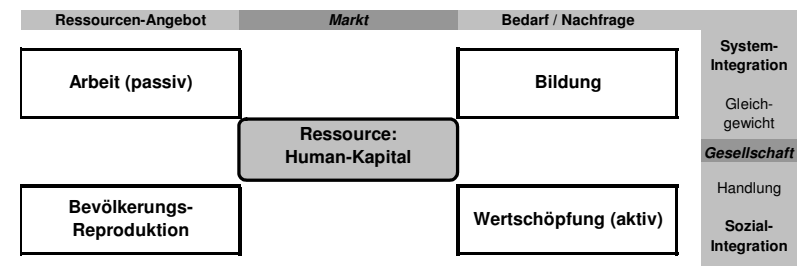 Ressourcen-Angebot
Markt
Bedarf / Nachfrage
System-
Integration
Arbeit (passiv)
Bildung
Gleich-
gewicht
Ressource:
Human-Kapital
Gesellschaft
Handlung
Bevölkerungs-
Reproduktion
Wertschöpfung (aktiv)
Sozial-
Integration